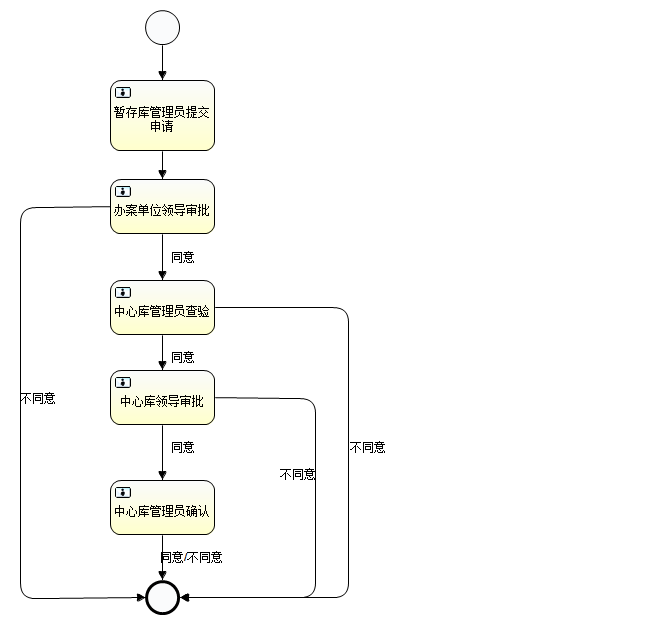 暂存库管理员提交
申请
办案单位领导审批
同意
中心库管理员查验
同意
中心库领导审批
不同意
同意
不同意
不同意
中心库管理员确认
同意/不同意